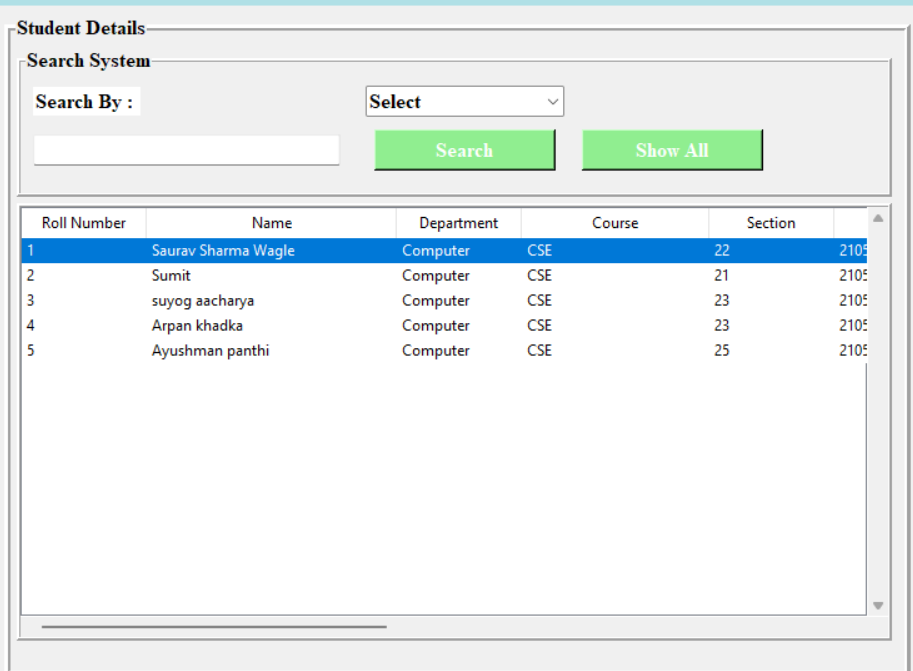 Student Details
Search System
Search By :
Select
Search Show All
Roll Number Name Department Course Section
1 Saurav Sharma Wagle Computer CSE 22 2105
2 Sumit Computer CSE 21 2105
3 suyog aacharya Computer CSE 23 2105
4 Arpan khadka Computer CSE 23 2105
5 Ayushman panthi Computer CSE 25 2105